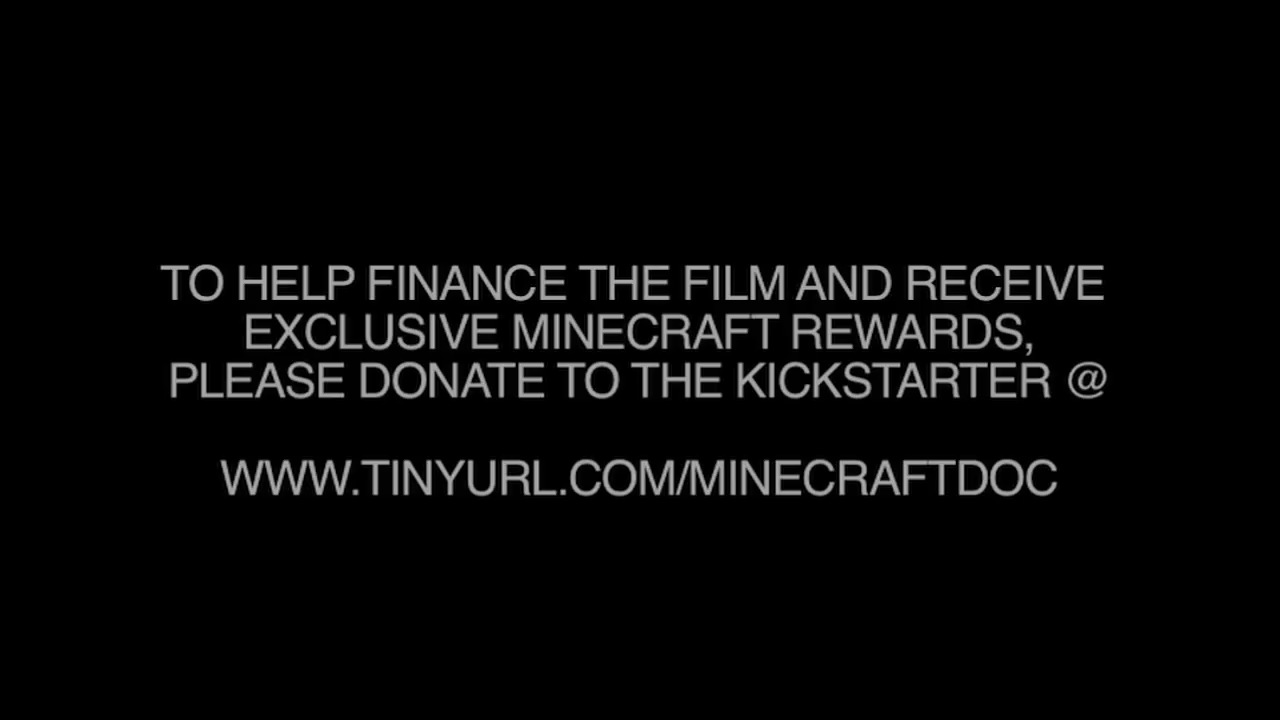 TO HELP FINANCE THE FILM AND RECEIVE
EXCLUSIVE MINECRAFT REWARDS,
PLEASE DONATE TO THE KICKSTARTER @
WWW.TINYURL.COM/MINECRAFTDOC